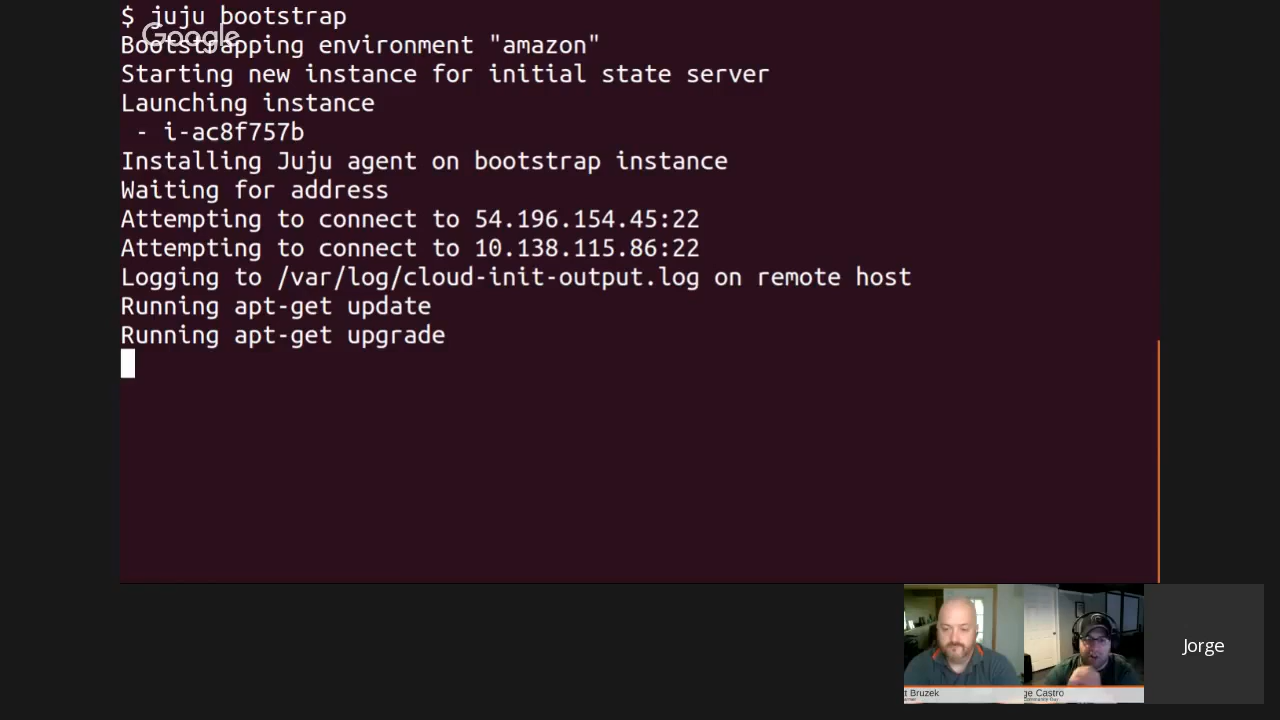 $ juju bootstrap
Google
Bootstrapping environment "amazon"
Starting new instance for initial state server
Launching instance
- i-ac8f757b
Installing Juju agent on bootstrap instance
Waiting for address
Attempting to connect to 54.196.154.45:22
Attempting to connect to 10.138.115.86:22
Logging to /var/log/cloud-init-output.log on remote host
Running apt-get update
Running apt-get upgrade
Jorge
t Bruzek
ge Castro